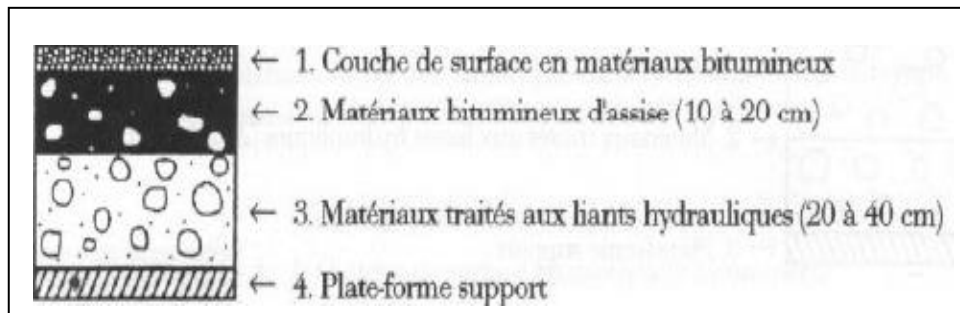 ← 1. Couche de surface en matériaux bitumineux
← 2. Matériaux bitumineux d'assise (10 à 20 cm)
← 3. Matériaux traités aux liants hydrauliques (20 à 40 cm)
← 4. Plate-forme support